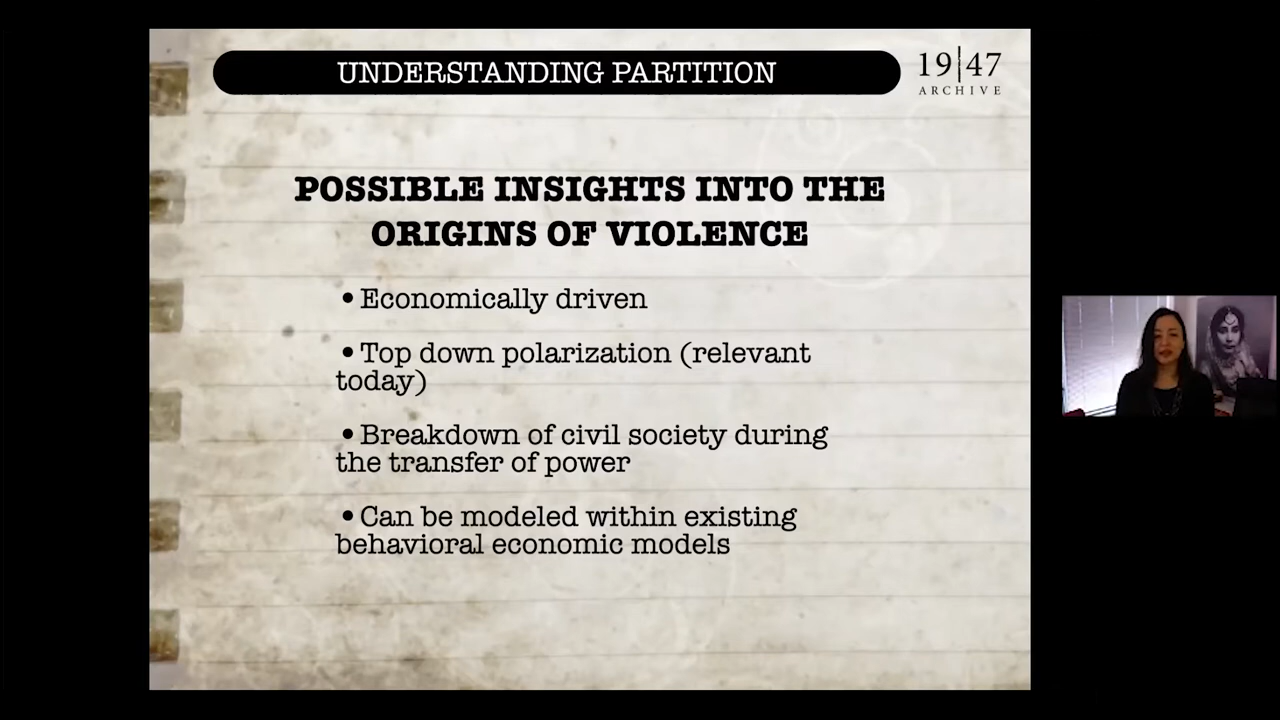 UNDERSTANDING PARTITION
19|47
ARCHIVE
POSSIBLE INSIGHTS INTO THE
ORIGINS OF VIOLENCE
•Economically driven
•Top down polarization (relevant
today)
•Breakdown of civil society during
the transfer of power
•Can be modeled within existing
behavioral economic models